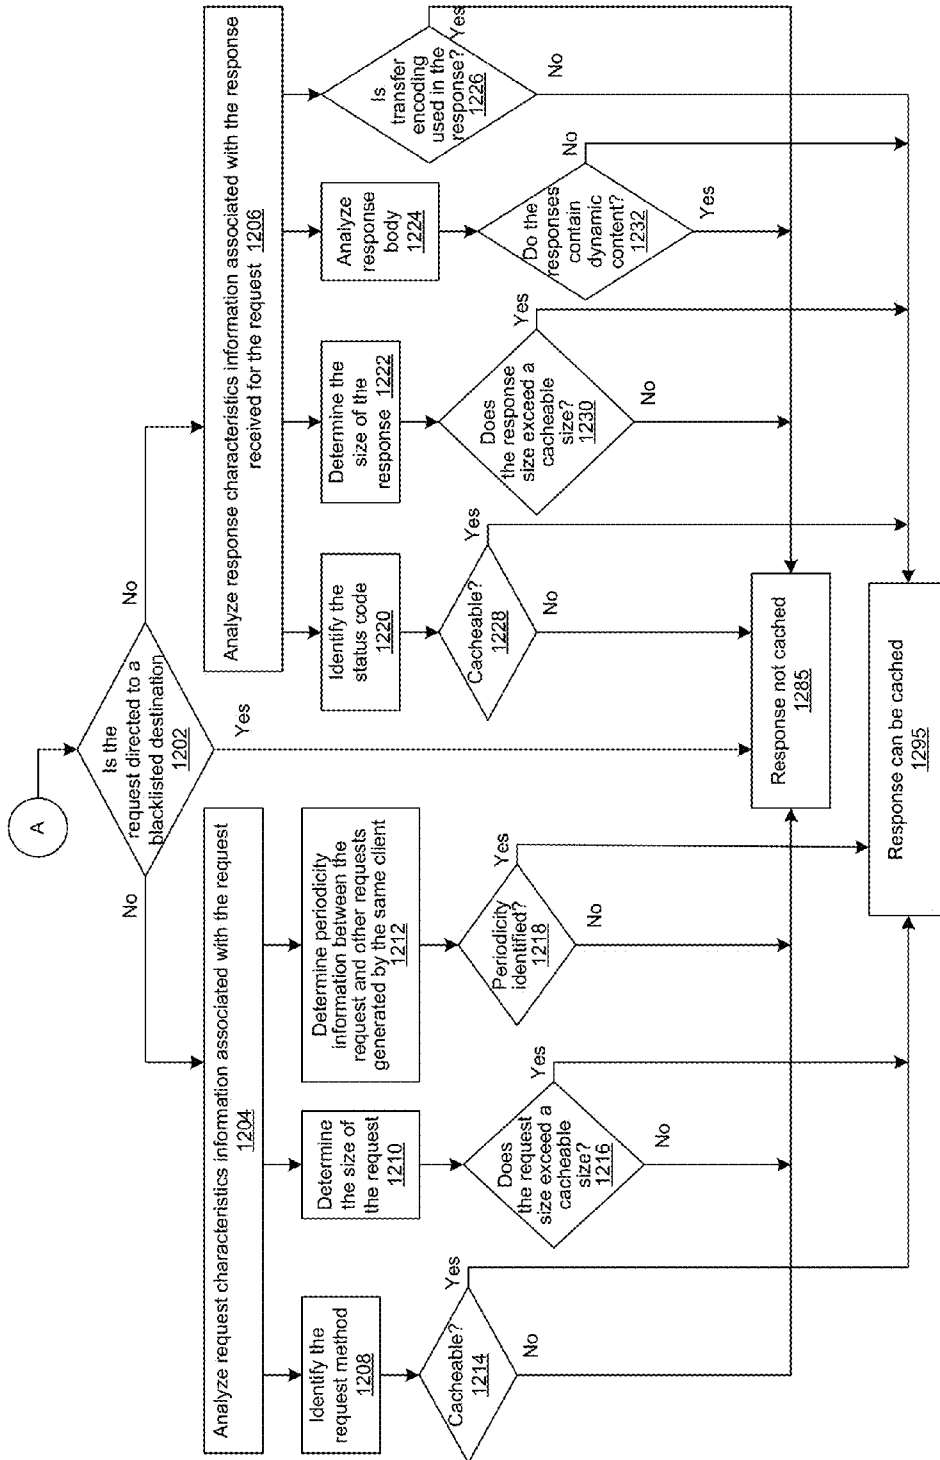 A
Is the
request directed to a
blacklisted destination
1202
No
No
Yes
Analyze request characteristics information associated with the request
1204
Analyze response characteristics information associated with the response
received for the request 1206
Identify the
request method
1208
Determine
the size of
the request
1210
Determine periodicity
information between the
request and other requests
generated by the same client
1212
Identify the
status code
1220
Determine the
size of the
response 1222
Analyze
response
body
1224
Is
transfer
encoding
used in the
response?
1226
Yes
No
Cacheable?
1214
Yes
No
Does
the request
size exceed a
cacheable
size?
1216
Yes
No
Periodicity
identified?
1218
Yes
No
Cacheable?
1228
Yes
No
Does
the response
size exceed a
cacheable
size?
1230
Yes
No
Do the
responses
contain
dynamic
content?
1232
No
Yes
Response not cached
1285
Response can be cached
1295